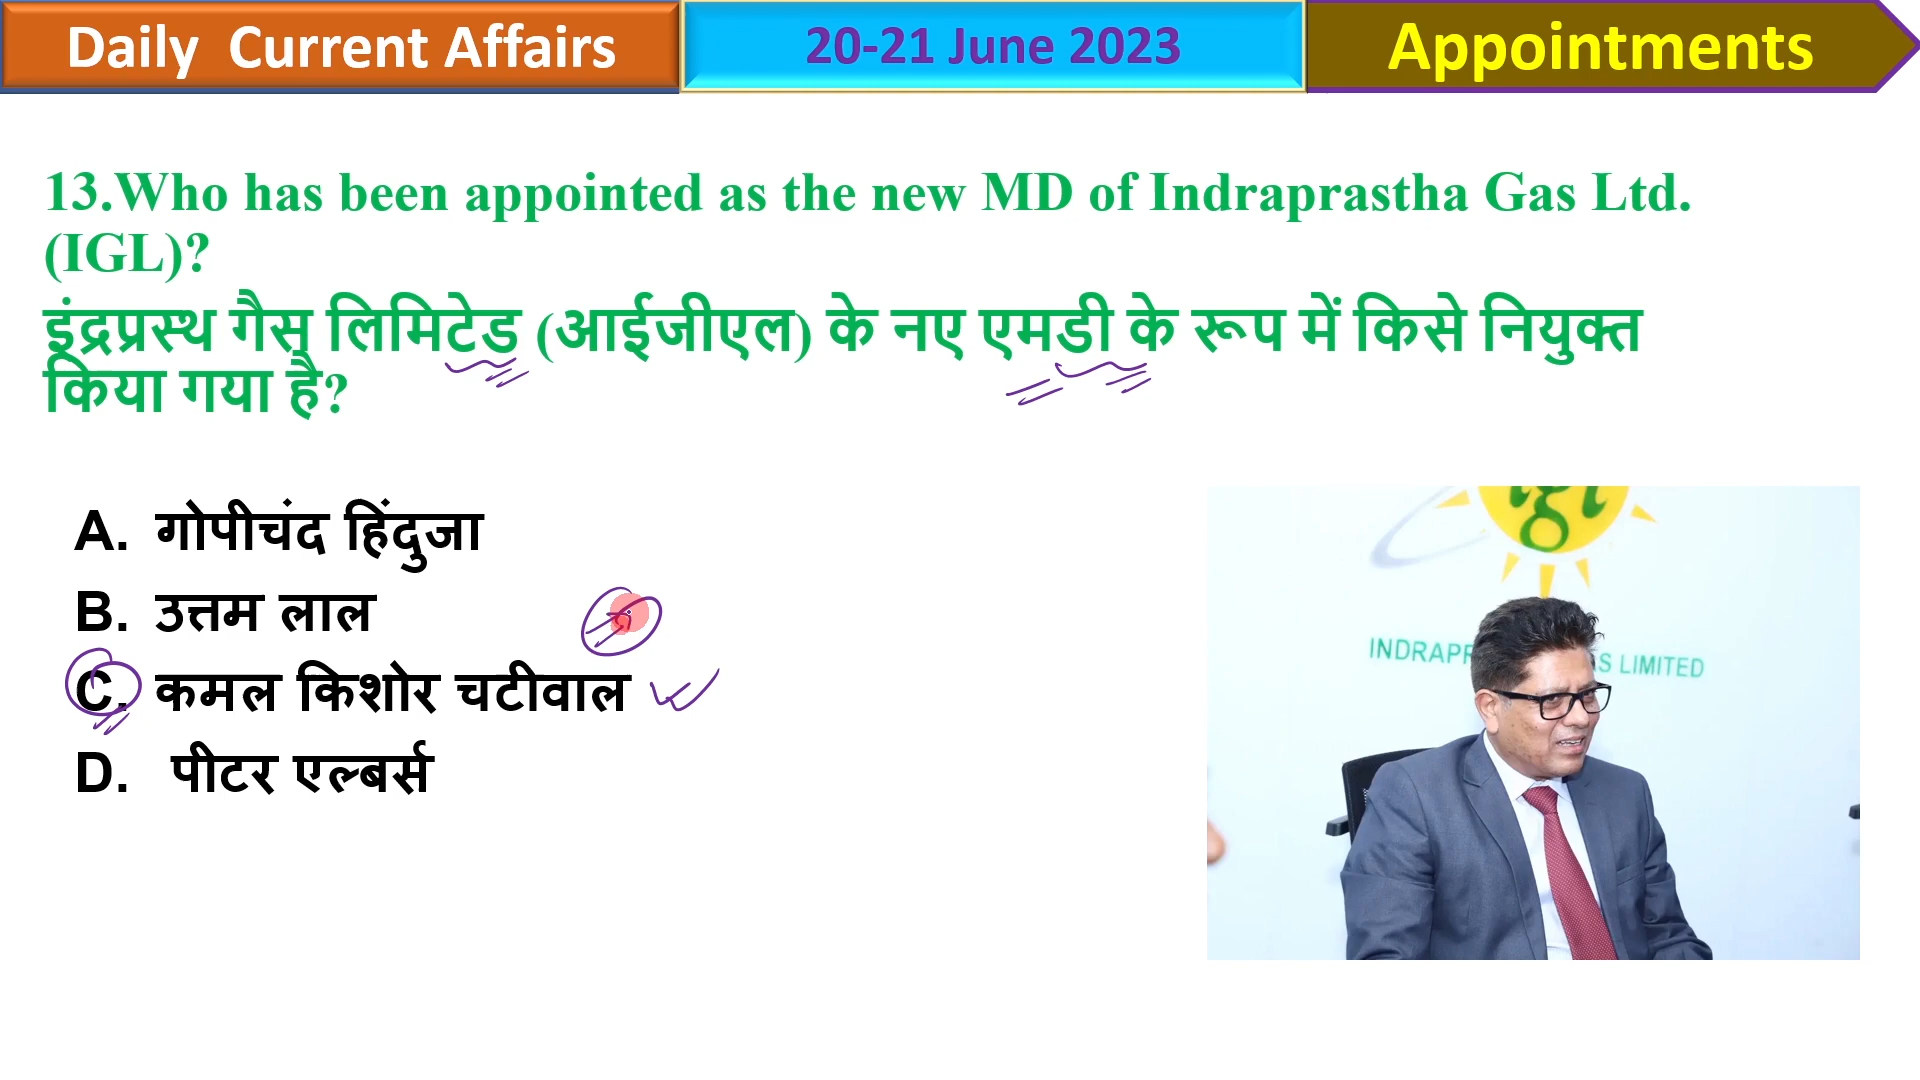 Daily Current Affairs
20-21 June 2023
Appointments
13.Who has been appointed as the new MD of Indraprastha Gas Ltd.
(IGL)?
इंद्रप्रस्थ गैस लिमिटेड (आईजीएल) के नए एमडी के रूप में किसे नियुक्त
किया गया है?
A. गोपीचंद हिंदुजा
B. उत्तम लाल
C. कमल किशोर चटीवाल
D. पीटर एल्बर्स
igl
INDRAPR S LIMITED